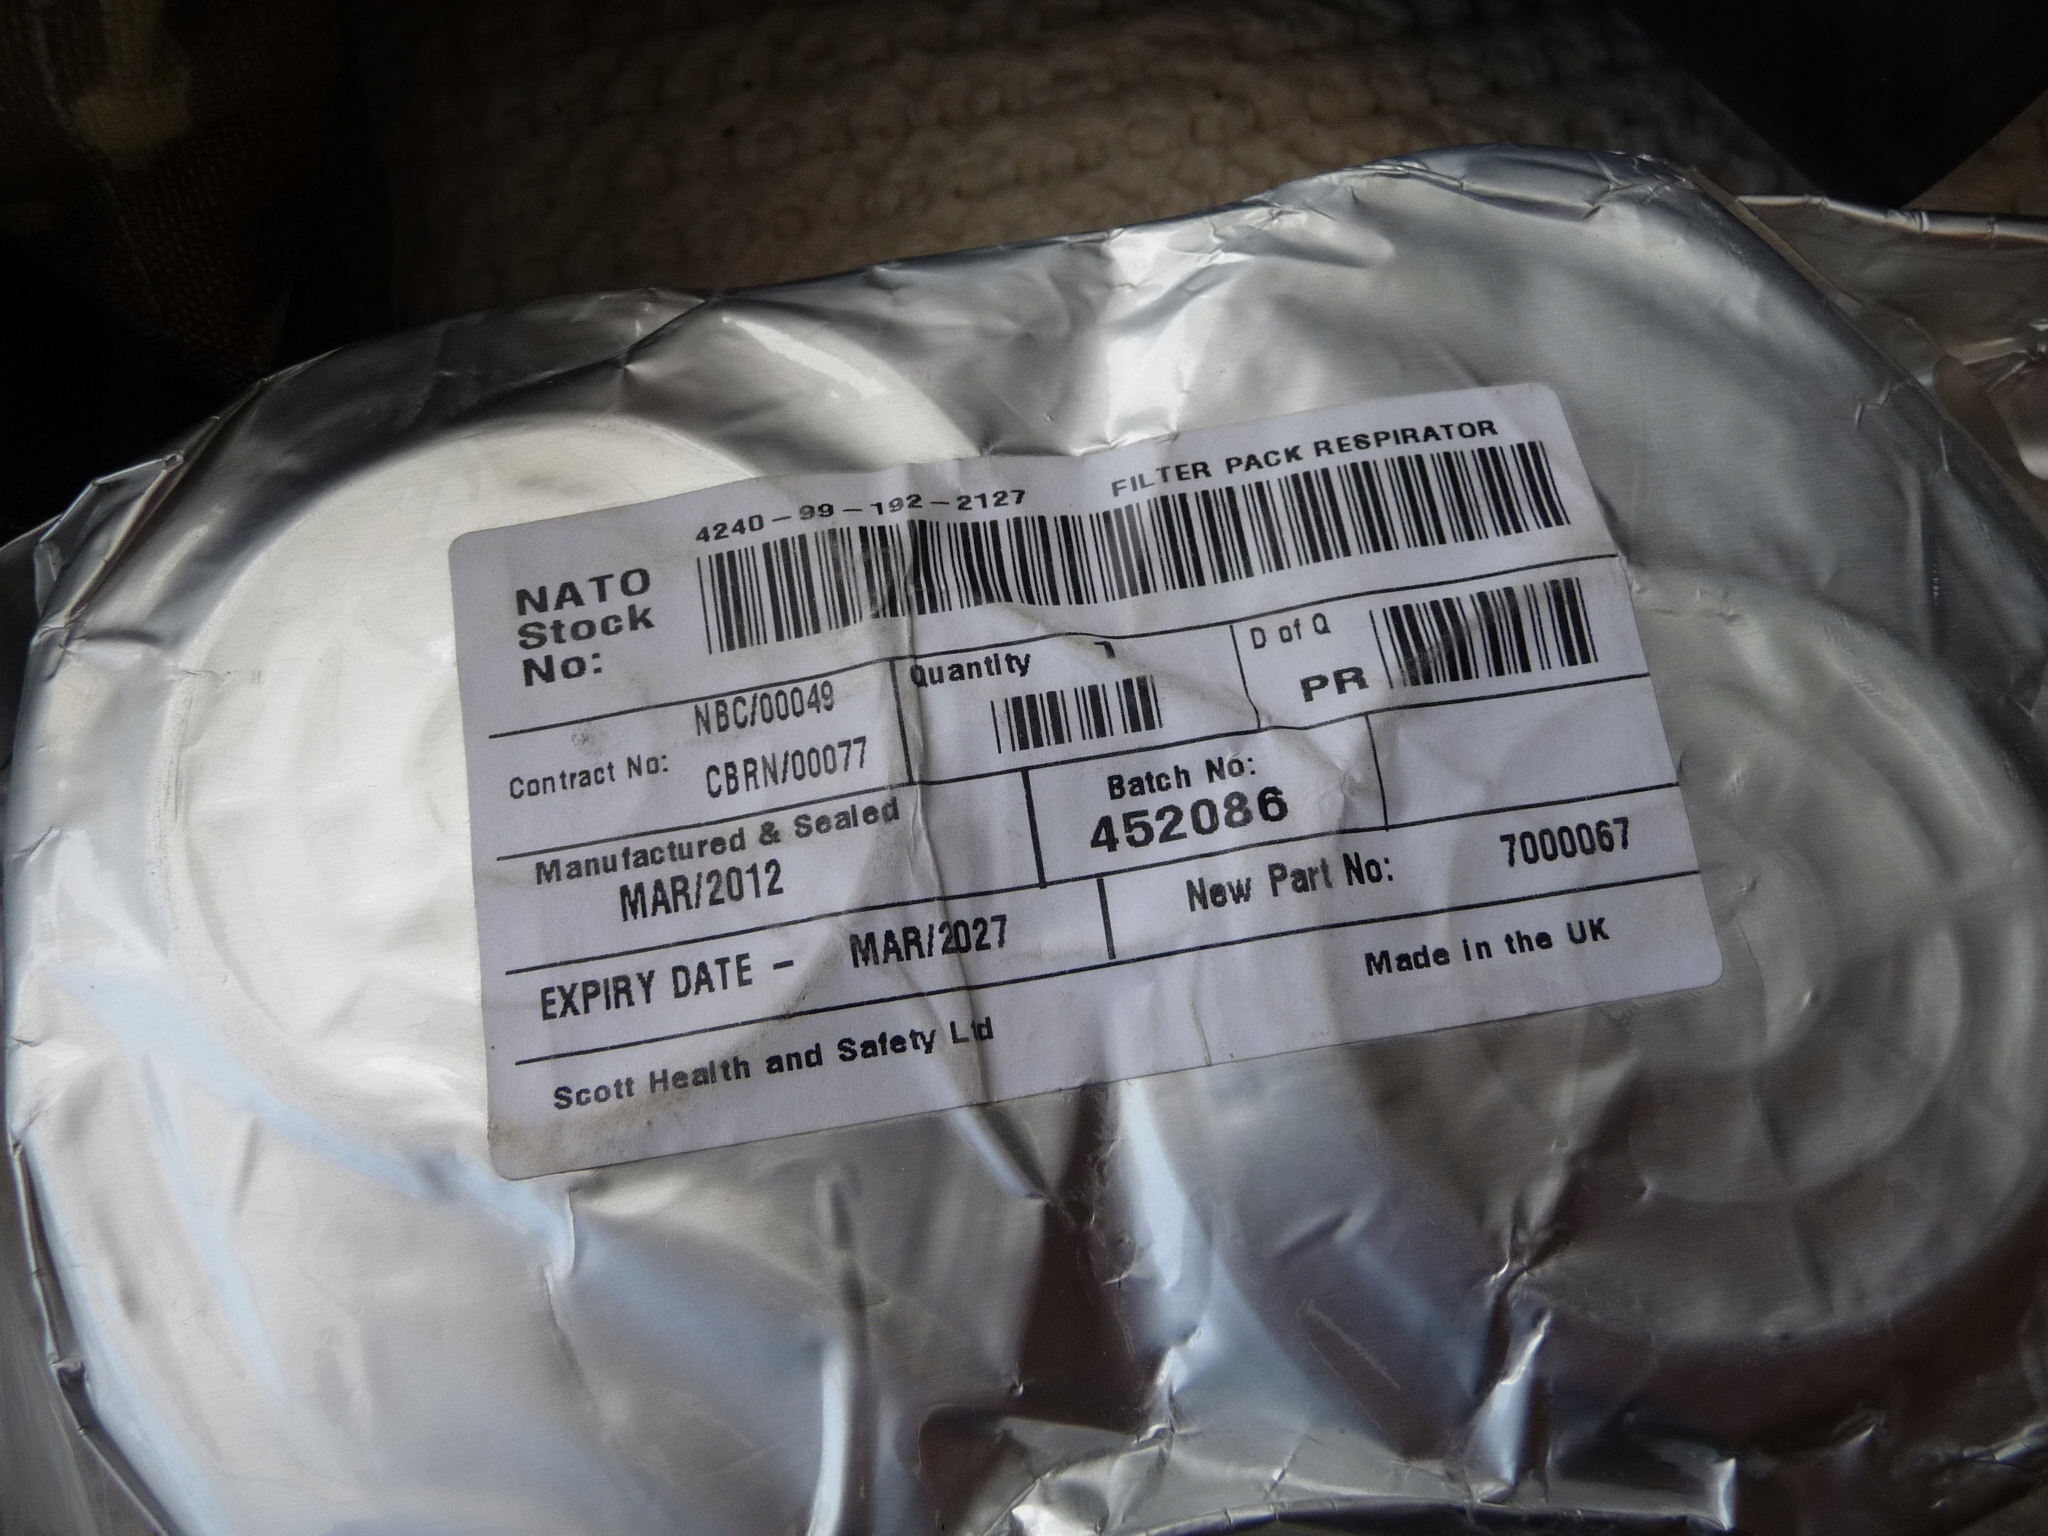 4240-99-192-2127 FILTER PACK RESPIRATOR
NATO
Stock
No:
Contract No:
NBC/00049
CBRN/00077
Quantity
D of Q
PR
Manufactured & Sealed
MAR/2012
Batch No:
452086
EXPIRY DATE - MAR/2027
New Part No: 7000067
Scott Health and Safety Ltd
Made in the UK